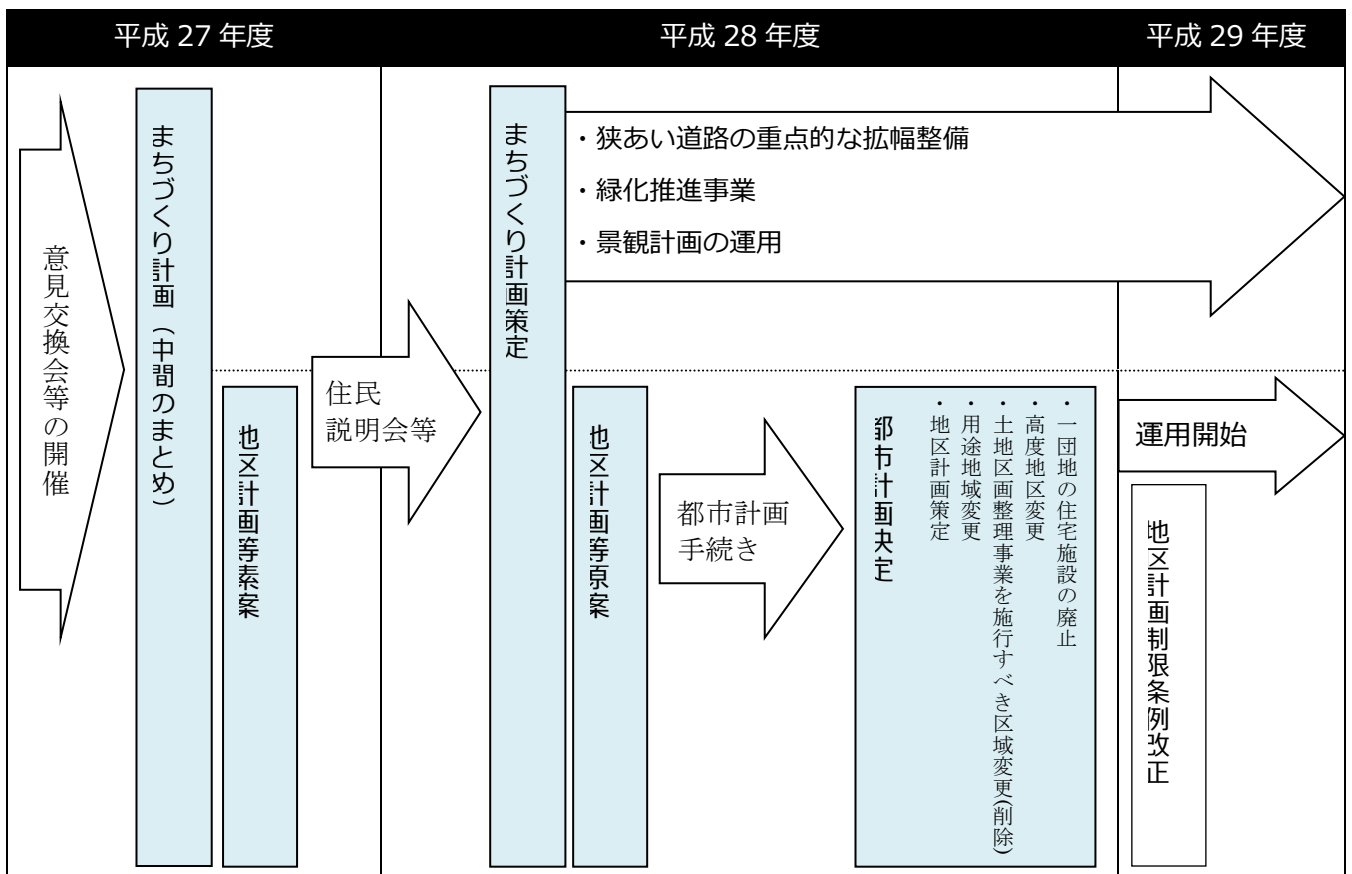 平成 27 年度
平成 28 年度
平成 29 年度
意見交換会等の開催
まちづくり計画（中間のまとめ）
地区計画等素案
住民
説明会等
まちづくり計画策定
・狭あい道路の重点的な拡幅整備
・緑化推進事業
・景観計画の運用
地区計画等原案
都市計画
手続き
都市計画決定
・一団地の住宅施設の廃止
・高度地区変更
・土地区画整理事業を施行すべき区域変更(削除)
・用途地域変更
・地区計画策定
運用開始
地区計画制限条例改正